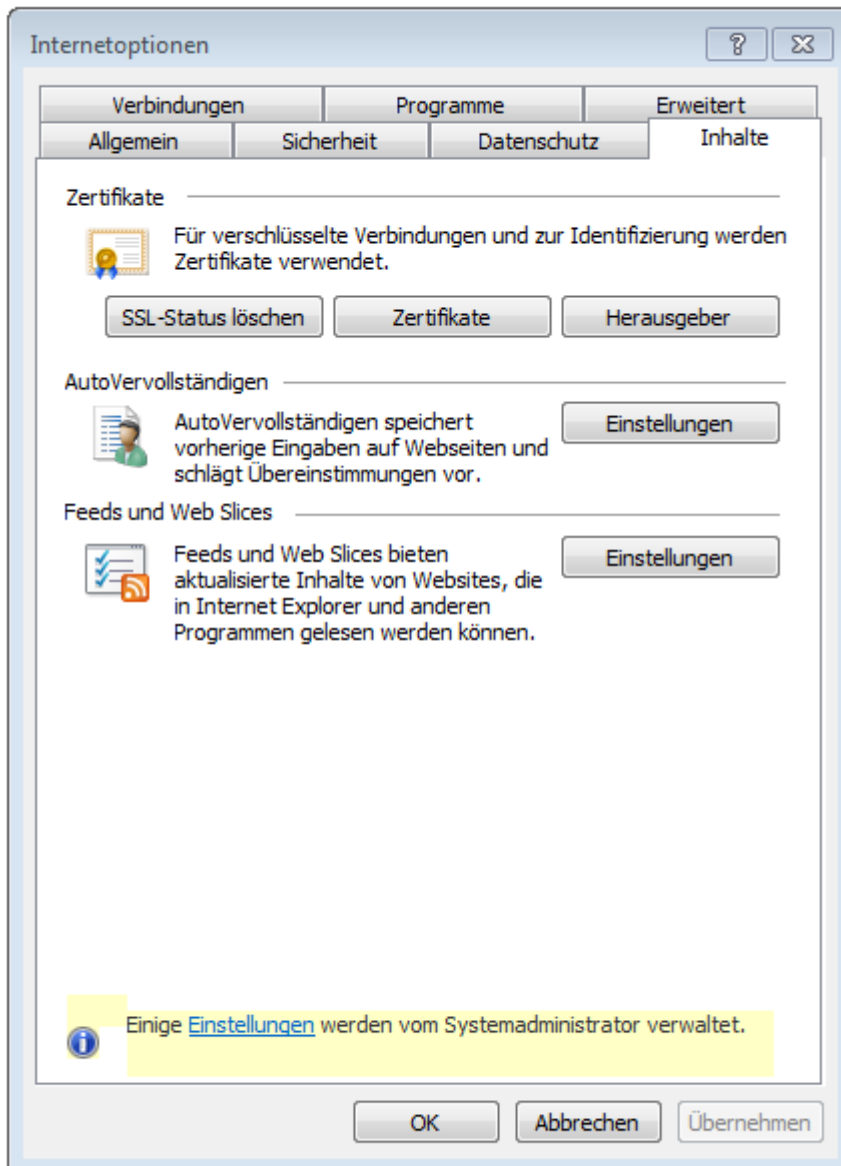 Internetoptionen
Verbindungen Programme Erweitert
Allgemein Sicherheit Datenschutz Inhalte
Zertifikate
Für verschlüsselte Verbindungen und zur Identifizierung werden
Zertifikate verwendet.
SSL-Status löschen Zertifikate Herausgeber
AutoVervollständigen
AutoVervollständigen speichert
vorherige Eingaben auf Webseiten und
schlägt Übereinstimmungen vor.
Einstellungen
Feeds und Web Slices
Feeds und Web Slices bieten
aktualisierte Inhalte von Websites, die
in Internet Explorer und anderen
Programmen gelesen werden können.
Einstellungen
Einige Einstellungen werden vom Systemadministrator verwaltet.
OK Abbrechen Übernehmen